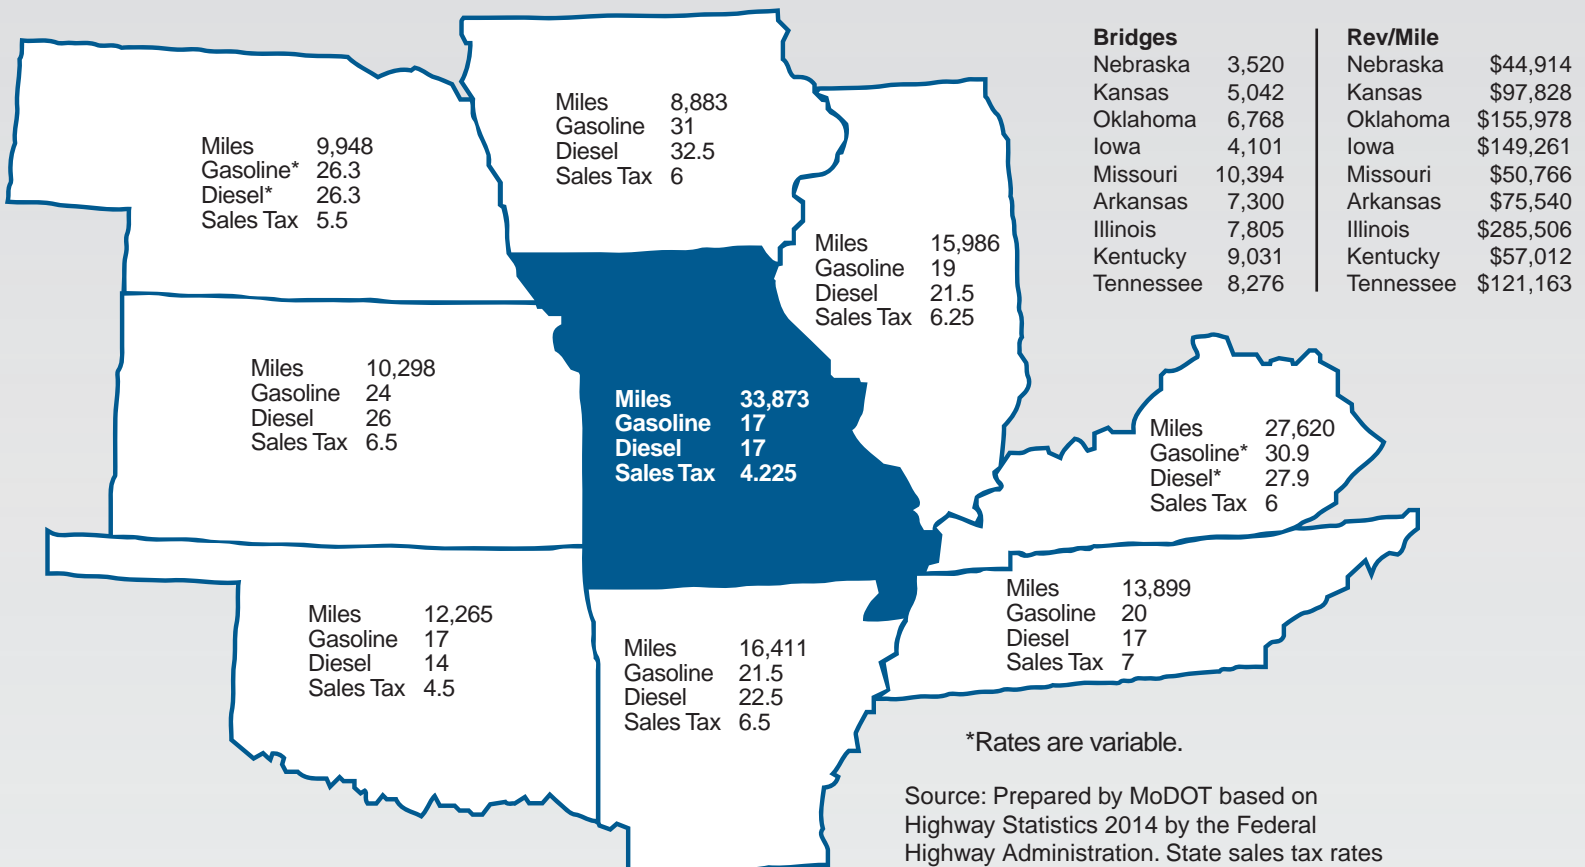 Bridges
Nebraska 3,520
Kansas 5,042
Oklahoma 6,768
Iowa 4,101
Missouri 10,394
Arkansas 7,300
Illinois 7,805
Kentucky 9,031
Tennessee 8,276
Rev/Mile
Nebraska $44,914
Kansas $97,828
Oklahoma $155,978
Iowa $149,261
Missouri $50,766
Arkansas $75,540
Illinois $285,506
Kentucky $57,012
Tennessee $121,163
Miles 9,948
Gasoline* 26.3
Diesel* 26.3
Sales Tax 5.5
Miles 8,883
Gasoline 31
Diesel 32.5
Sales Tax 6
Miles 15,986
Gasoline 19
Diesel 21.5
Sales Tax 6.25
Miles 10,298
Gasoline 24
Diesel 26
Sales Tax 6.5
Miles 33,873
Gasoline 17
Diesel 17
Sales Tax 4.225
Miles 27,620
Gasoline* 30.9
Diesel* 27.9
Sales Tax 6
Miles 12,265
Gasoline 17
Diesel 14
Sales Tax 4.5
Miles 16,411
Gasoline 21.5
Diesel 22.5
Sales Tax 6.5
Miles 13,899
Gasoline 20
Diesel 17
Sales Tax 7
*Rates are variable.
Source: Prepared by MoDOT based on
Highway Statistics 2014 by the Federal
Highway Administration. State sales tax rates